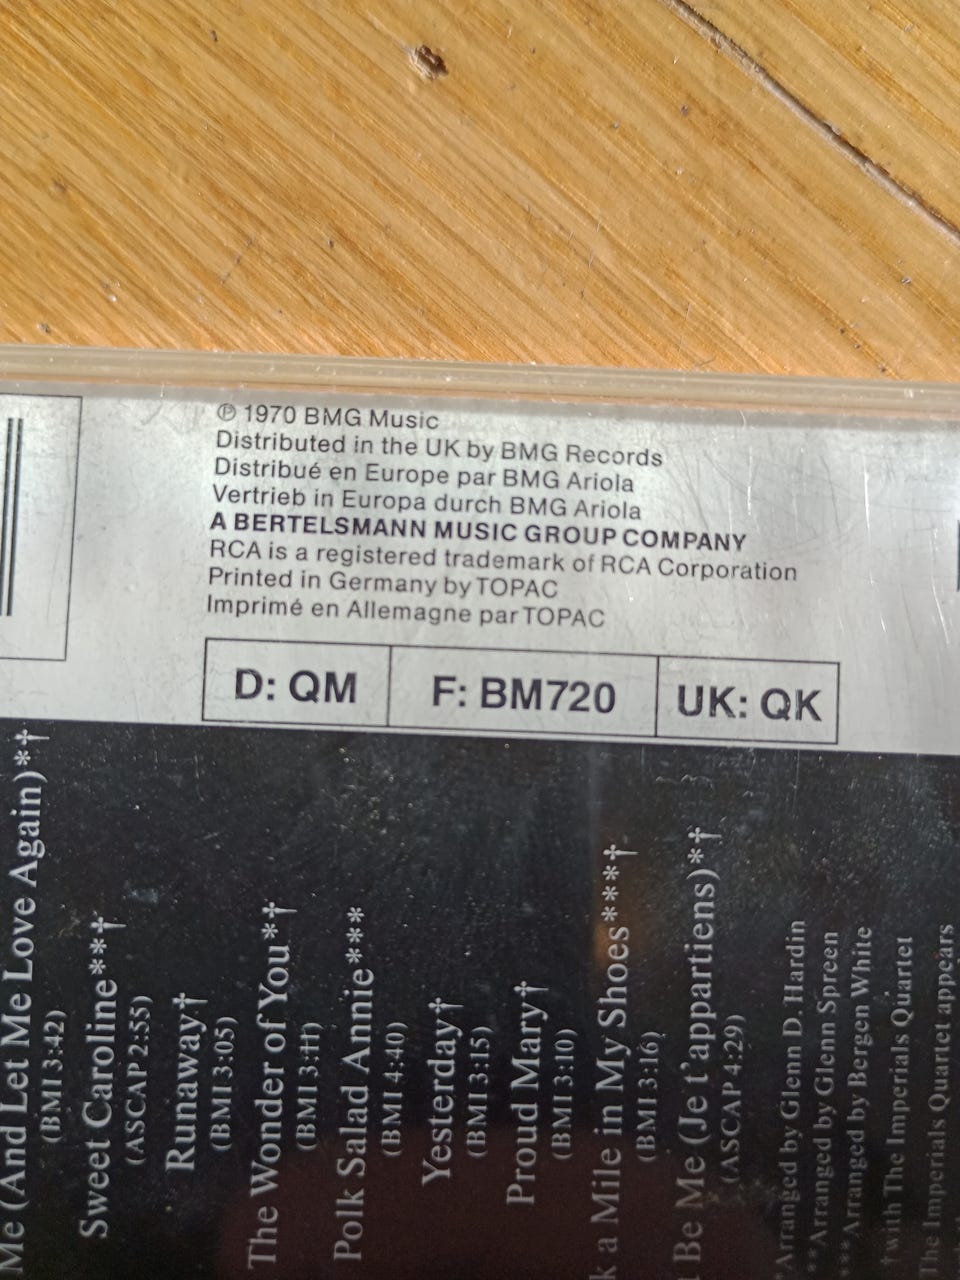 ℗ 1970 BMG Music
Distributed in the UK by BMG Records
Distribué en Europe par BMG Ariola
Vertrieb in Europa durch BMG Ariola
A BERTELSMANN MUSIC GROUP COMPANY
RCA is a registered trademark of RCA Corporation
Printed in Germany by TOPAC
Imprimé en Allemagne par TOPAC
D: QM
F: BM720
UK: QK
Me (And Let Me Love Again)**†
(BMI 3:42)
Sweet Caroline***†
(ASCAP 2:55)
Runaway†
(BMI 3:05)
The Wonder of You**†
(BMI 3:11)
Polk Salad Annie****
(BMI 4:40)
Yesterday†
(BMI 3:15)
Proud Mary†
(BMI 3:10)
k a Mile in My Shoes****†
(BMI 3:16)
Be Me (Je t'appartiens)**†
(ASCAP 4:29)
Arranged by Glenn D. Hardin
**Arranged by Glenn Spreen
***Arranged by Bergen White
†with The Imperials Quartet
The Imperials Quartet appears